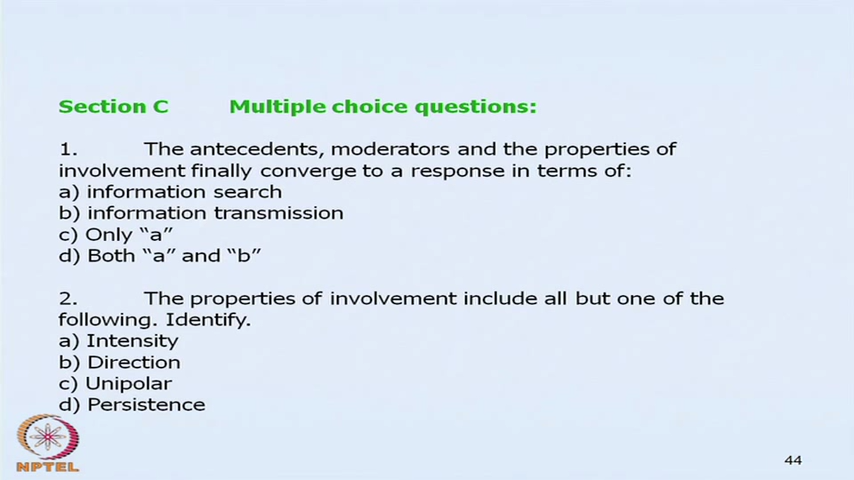 Section C Multiple choice questions:
1. The antecedents, moderators and the properties of
involvement finally converge to a response in terms of:
a) information search
b) information transmission
c) Only “a”
d) Both “a” and “b”
2. The properties of involvement include all but one of the
following. Identify.
a) Intensity
b) Direction
c) Unipolar
d) Persistence
NPTEL
44